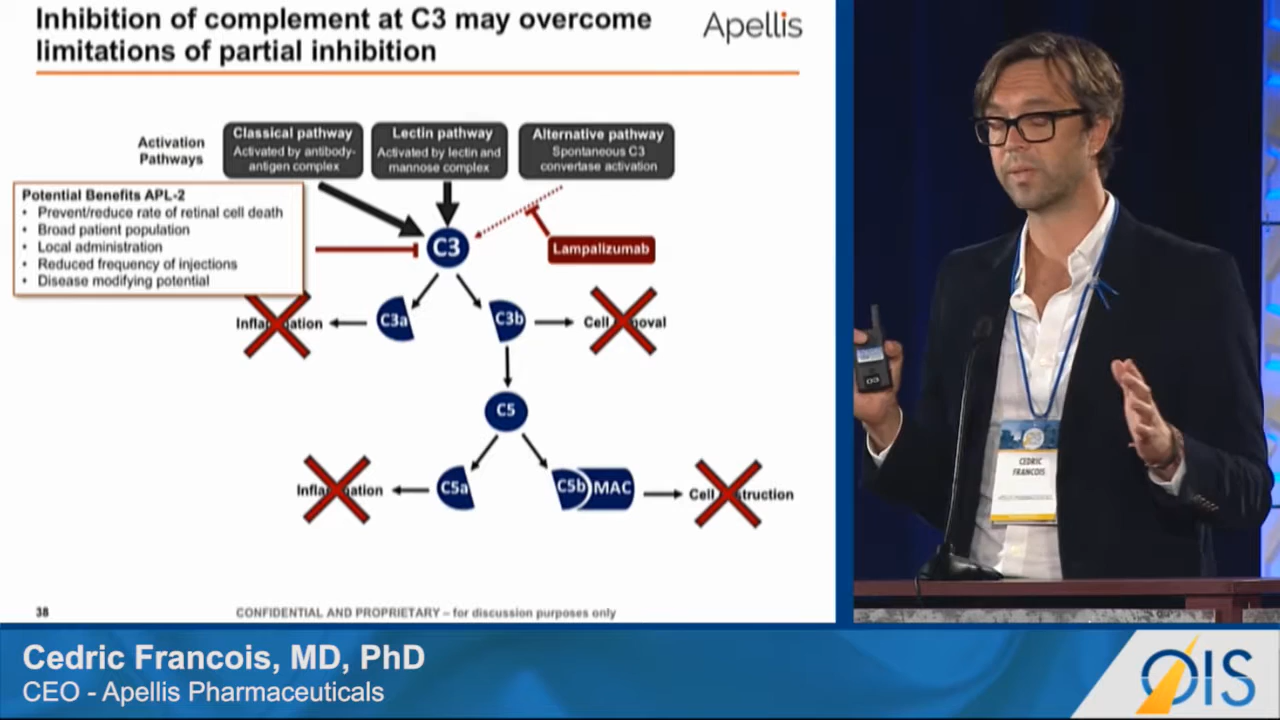 Inhibition of complement at C3 may overcome
limitations of partial inhibition
Apellis
Activation
Pathways
Classical pathway
Activated by antibody-
antigen complex
Lectin pathway
Activated by lectin and
mannose complex
Alternative pathway
Spontaneous C3
convertase activation
Potential Benefits APL-2
• Prevent/reduce rate of retinal cell death
• Broad patient population
• Local administration
• Reduced frequency of injections
• Disease modifying potential
C3
Lampalizumab
C3a
C3b
C5
C5a
C5b
MAC
Cell
Cell
38
CONFIDENTIAL AND PROPRIETARY – for discussion purposes only
CEDRIC
FRANCOIS
Cedric Francois, MD, PhD
CEO - Apellis Pharmaceuticals
OIS